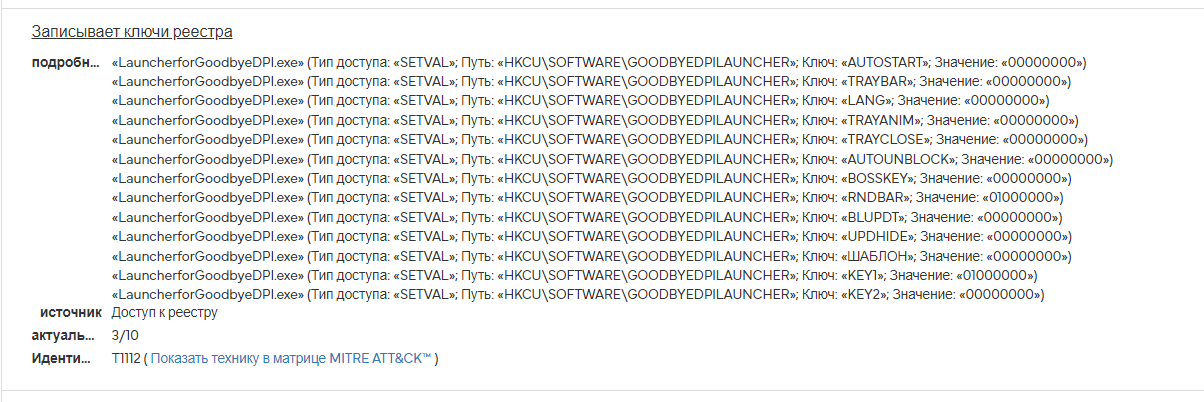 Записывает ключи реестра
подробн... «LauncherforGoodbyeDPI.exe» (Тип доступа: «SETVAL»; Путь: «HKCU\SOFTWARE\GOODBYEDPILAUNCHER»; Ключ: «AUTOSTART»; Значение: «00000000»)
«LauncherforGoodbyeDPI.exe» (Тип доступа: «SETVAL»; Путь: «HKCU\SOFTWARE\GOODBYEDPILAUNCHER»; Ключ: «TRAYBAR»; Значение: «00000000»)
«LauncherforGoodbyeDPI.exe» (Тип доступа: «SETVAL»; Путь: «HKCU\SOFTWARE\GOODBYEDPILAUNCHER»; Ключ: «LANG»; Значение: «00000000»)
«LauncherforGoodbyeDPI.exe» (Тип доступа: «SETVAL»; Путь: «HKCU\SOFTWARE\GOODBYEDPILAUNCHER»; Ключ: «TRAYANIM»; Значение: «00000000»)
«LauncherforGoodbyeDPI.exe» (Тип доступа: «SETVAL»; Путь: «HKCU\SOFTWARE\GOODBYEDPILAUNCHER»; Ключ: «TRAYCLOSE»; Значение: «00000000»)
«LauncherforGoodbyeDPI.exe» (Тип доступа: «SETVAL»; Путь: «HKCU\SOFTWARE\GOODBYEDPILAUNCHER»; Ключ: «AUTOUNBLOCK»; Значение: «00000000»)
«LauncherforGoodbyeDPI.exe» (Тип доступа: «SETVAL»; Путь: «HKCU\SOFTWARE\GOODBYEDPILAUNCHER»; Ключ: «BOSSKEY»; Значение: «00000000»)
«LauncherforGoodbyeDPI.exe» (Тип доступа: «SETVAL»; Путь: «HKCU\SOFTWARE\GOODBYEDPILAUNCHER»; Ключ: «RNDBAR»; Значение: «01000000»)
«LauncherforGoodbyeDPI.exe» (Тип доступа: «SETVAL»; Путь: «HKCU\SOFTWARE\GOODBYEDPILAUNCHER»; Ключ: «BLUPDT»; Значение: «00000000»)
«LauncherforGoodbyeDPI.exe» (Тип доступа: «SETVAL»; Путь: «HKCU\SOFTWARE\GOODBYEDPILAUNCHER»; Ключ: «UPDHIDE»; Значение: «00000000»)
«LauncherforGoodbyeDPI.exe» (Тип доступа: «SETVAL»; Путь: «HKCU\SOFTWARE\GOODBYEDPILAUNCHER»; Ключ: «ШАБЛОН»; Значение: «00000000»)
«LauncherforGoodbyeDPI.exe» (Тип доступа: «SETVAL»; Путь: «HKCU\SOFTWARE\GOODBYEDPILAUNCHER»; Ключ: «KEY1»; Значение: «01000000»)
«LauncherforGoodbyeDPI.exe» (Тип доступа: «SETVAL»; Путь: «HKCU\SOFTWARE\GOODBYEDPILAUNCHER»; Ключ: «KEY2»; Значение: «00000000»)
источник Доступ к реестру
актуаль... 3/10
Иденти... T1112 ( Показать технику в матрице MITRE ATT&CK™ )